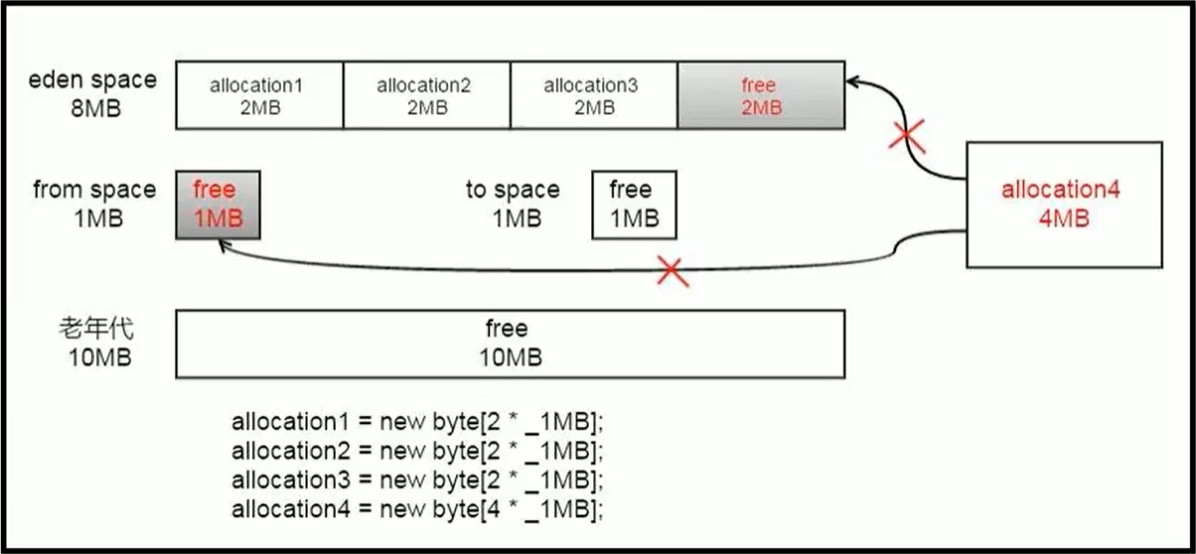 eden space
8MB
allocation1
2MB
allocation2
2MB
allocation3
2MB
free
2MB
from space
1MB
free
1MB
to space
1MB
free
1MB
allocation4
4MB
老年代
10MB
free
10MB
allocation1 = new byte[2 * _1MB];
allocation2 = new byte[2 * _1MB];
allocation3 = new byte[2 * _1MB];
allocation4 = new byte[4 * _1MB];